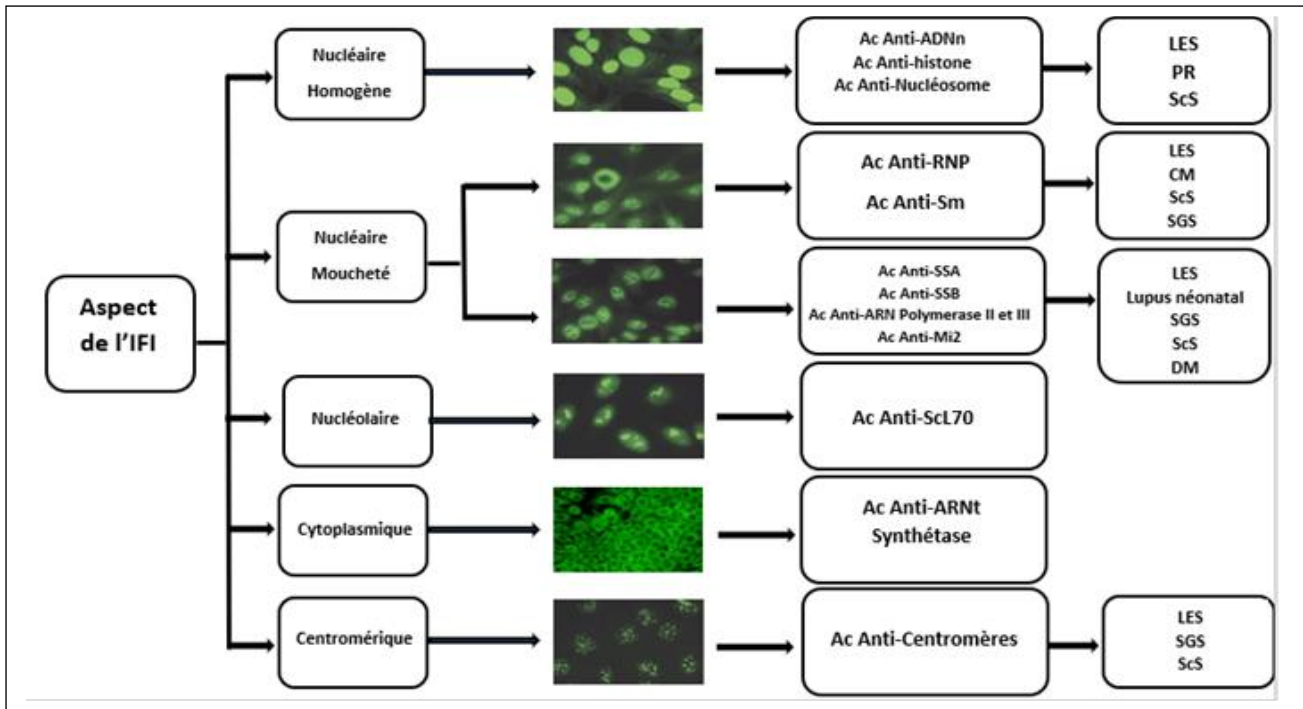 Aspect
de l'IFI
Nucléaire
Homogène
Ac Anti-ADNn
Ac Anti-histone
Ac Anti-Nucléosome
LES
PR
ScS
Nucléaire
Moucheté
Ac Anti-RNP
Ac Anti-Sm
LES
CM
ScS
SGS
Ac Anti-SSA
Ac Anti-SSB
Ac Anti-ARN Polymerase II et III
Ac Anti-Mi2
LES
Lupus néonatal
SGS
ScS
DM
Nucléolaire
Ac Anti-ScL70
Cytoplasmique
Ac Anti-ARNt
Synthétase
Centromérique
Ac Anti-Centromères
LES
SGS
ScS